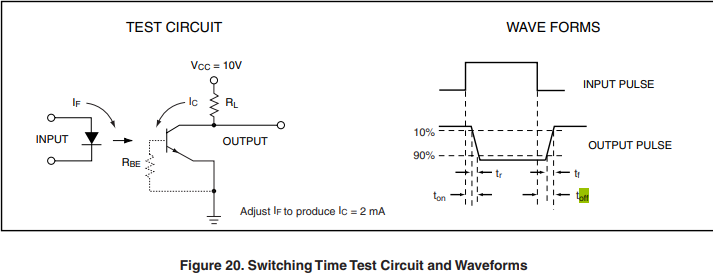 TEST CIRCUIT
WAVE FORMS
VCC = 10V
IF
IC
RL
INPUT
OUTPUT
RBE
Adjust IF to produce IC = 2 mA
INPUT PULSE
10%
OUTPUT PULSE
90%
tr
tf
ton
toff
Figure 20. Switching Time Test Circuit and Waveforms